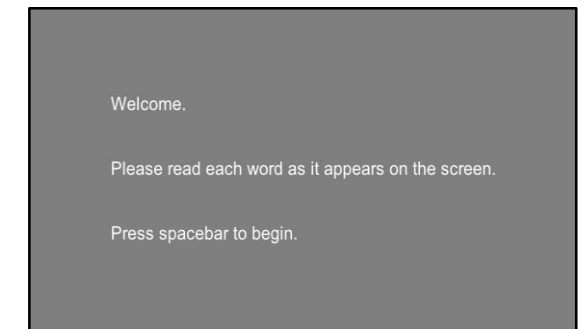 Welcome.
Please read each word as it appears on the screen.
Press spacebar to begin.